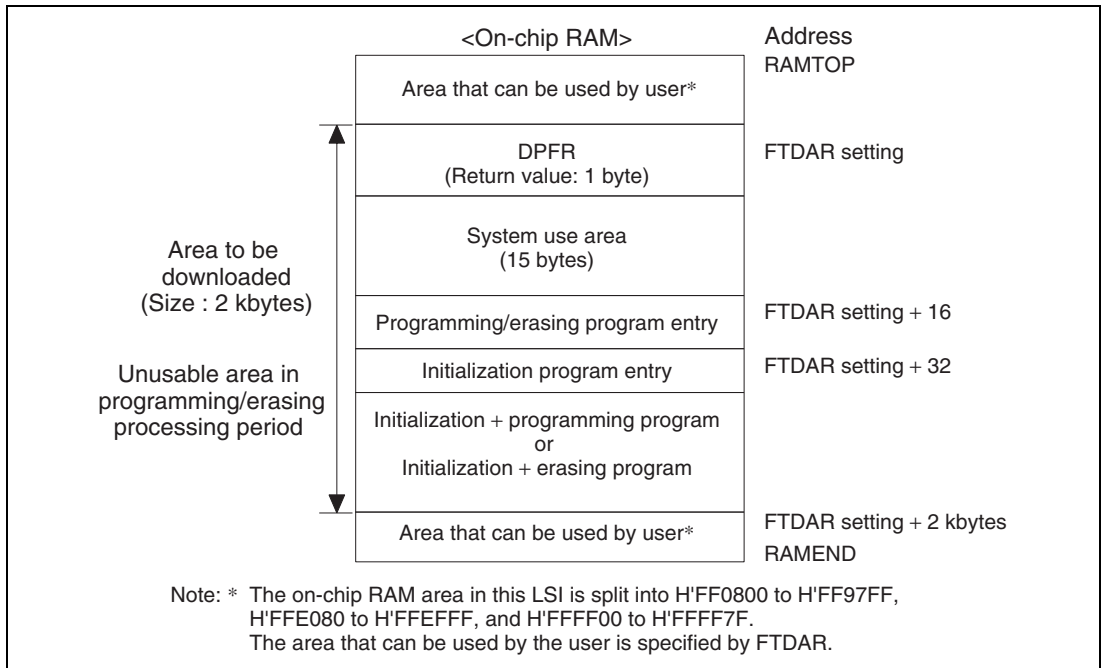 <On-chip RAM>
Address
RAMTOP
Area that can be used by user*
DPFR
(Return value: 1 byte)
FTDAR setting
System use area
(15 bytes)
Area to be
downloaded
(Size : 2 kbytes)
Programming/erasing program entry
FTDAR setting + 16
Initialization program entry
FTDAR setting + 32
Unusable area in
programming/erasing
processing period
Initialization + programming program
or
Initialization + erasing program
Area that can be used by user*
FTDAR setting + 2 kbytes
RAMEND
Note: * The on-chip RAM area in this LSI is split into H'FF0800 to H'FF97FF,
H'FFE080 to H'FFEFFF, and H'FFFF00 to H'FFFF7F.
The area that can be used by the user is specified by FTDAR.